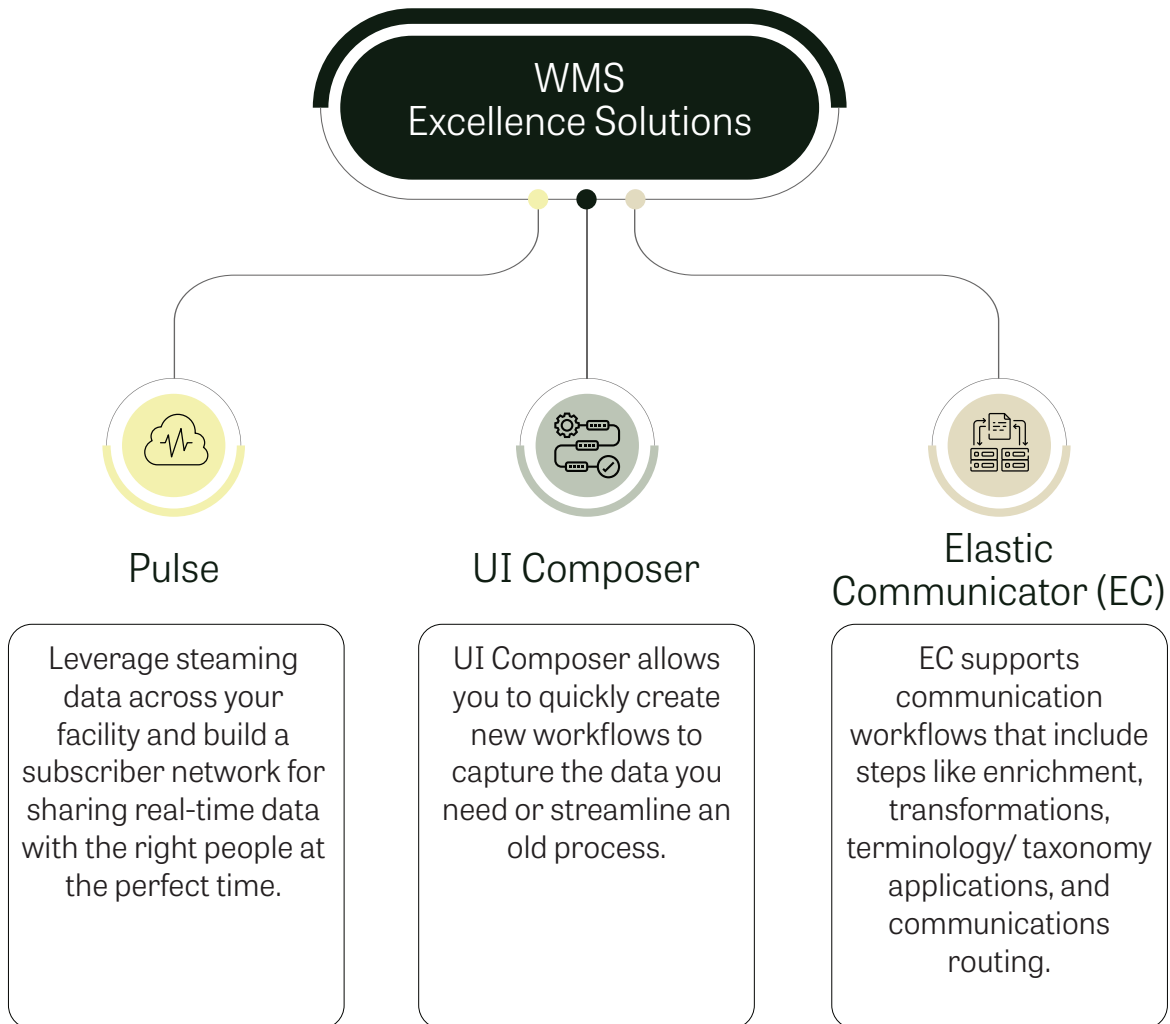 WMS
Excellence Solutions
Pulse
Leverage steaming
data across your
facility and build a
subscriber network for
sharing real-time data
with the right people at
the perfect time.
UI Composer
UI Composer allows
you to quickly create
new workflows to
capture the data you
need or streamline an
old process.
Elastic
Communicator (EC)
EC supports
communication
workflows that include
steps like enrichment,
transformations,
terminology/ taxonomy
applications, and
communications
routing.